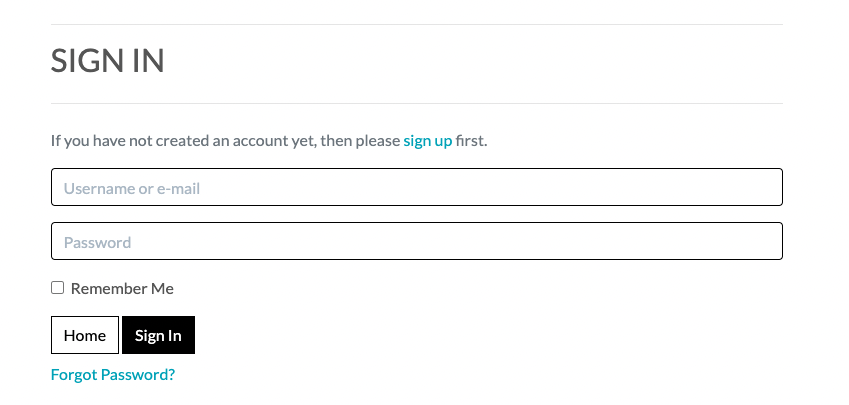 SIGN IN
If you have not created an account yet, then please sign up first.
Username or e-mail
Password
Remember Me
Home Sign In
Forgot Password?